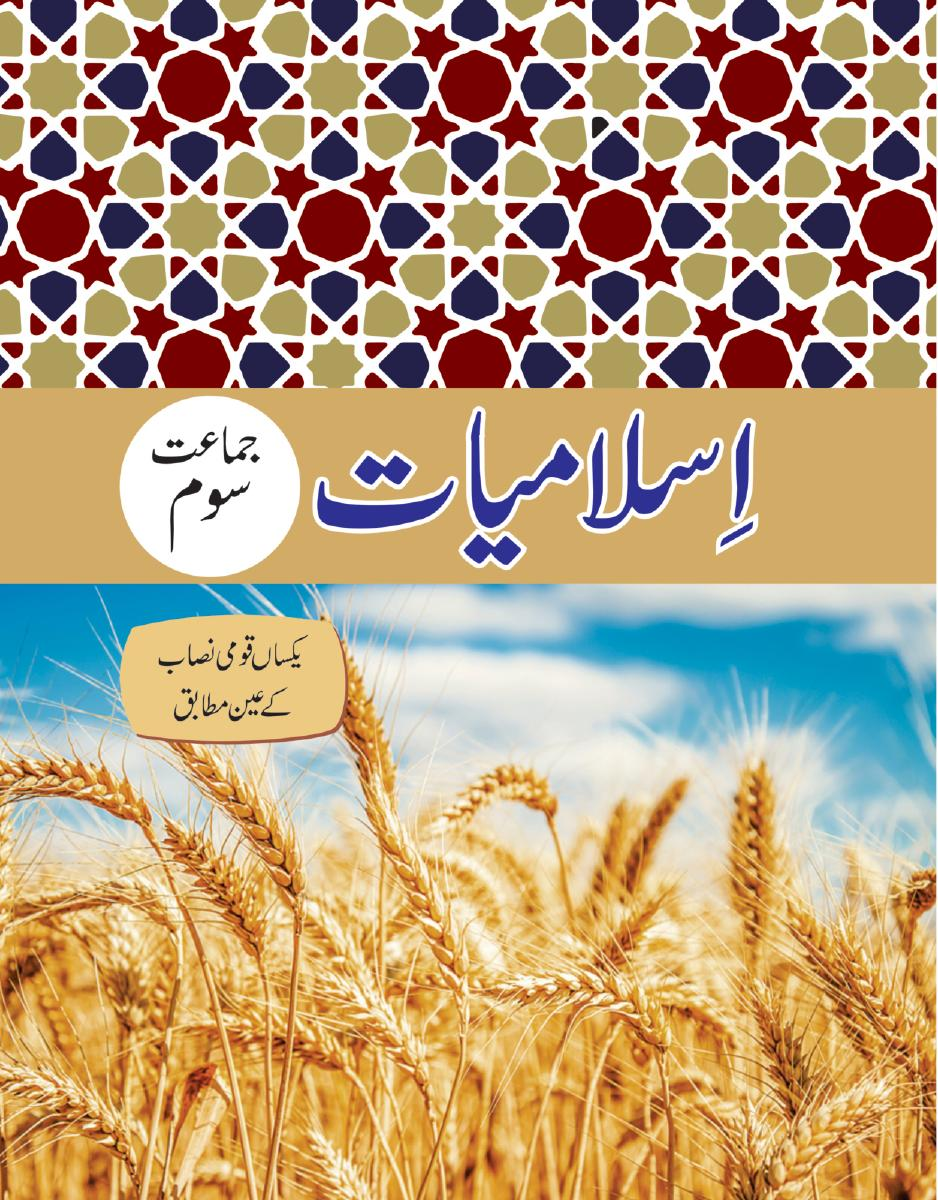 اِسلامیات
جماعت
سوم
یکساں قومی نصاب
کے عین مطابق